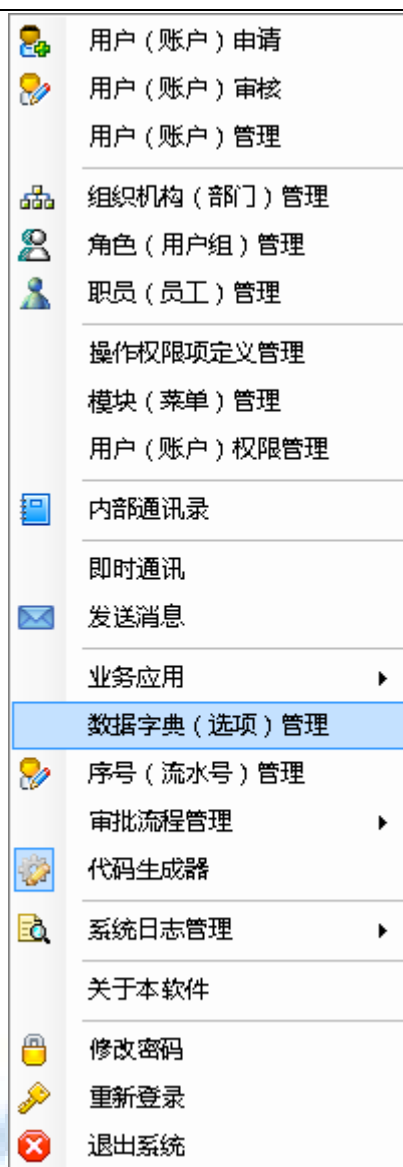 用户（账户）申请
用户（账户）审核
用户（账户）管理
组织机构（部门）管理
角色（用户组）管理
职员（员工）管理
操作权限项定义管理
模块（菜单）管理
用户（账户）权限管理
内部通讯录
即时通讯
发送消息
业务应用
数据字典（选项）管理
序号（流水号）管理
审批流程管理
代码生成器
系统日志管理
关于本软件
修改密码
重新登录
退出系统